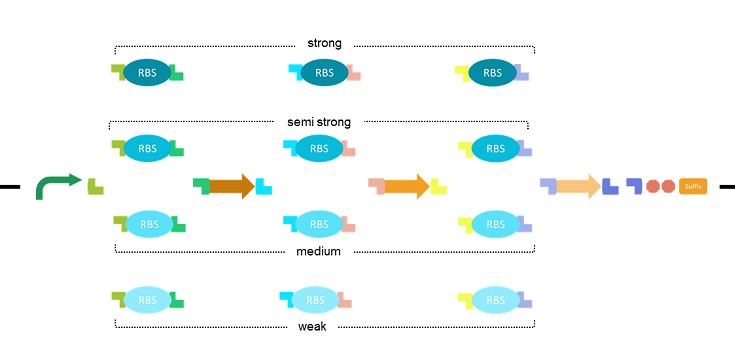 strong
RBS RBS RBS
semi strong
RBS RBS RBS
Suffix
RBS RBS RBS
medium
RBS RBS RBS
weak